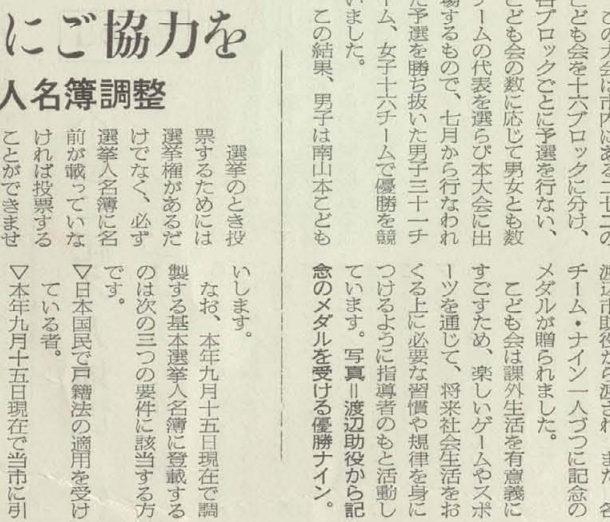 この大会は市内にある二十二の
こども会を十六ブロックに分け、
各ブロックごとに予選を行ない、
こども会の数に応じて男女とも数
チームの代表を選らび本大会に出
場するもので、七月から行なわれ
た予選を勝ち抜いた男子三十一チ
ーム、女子十六チームで優勝を競
いました。
この結果、男子は南山本こども
渡辺市助役から渡され、また、各
チーム・ナイン一人づつに記念の
メダルが贈られました。
こども会は課外生活を有意義に
すごすため、楽しいゲームやスポ
ーツを通じて、将来社会生活をお
くる上に必要な習慣や規律を身に
つけるように指導者のもと活動し
ています。写真＝渡辺助役から記
念のメダルを受ける優勝ナイン。
にご協力を
人名簿調整
選挙のとき投
票するためには
選挙権があるだ
けでなく、必ず
選挙人名簿に名
前が載っていな
ければ投票する
ことができませ
いします。
なお、本年九月十五日現在で調
製する基本選挙人名簿に登載する
のは次の三つの要件に該当する方
です。
▽日本国民で戸籍法の適用を受け
ている者。
▽本年九月十五日現在で当市に引